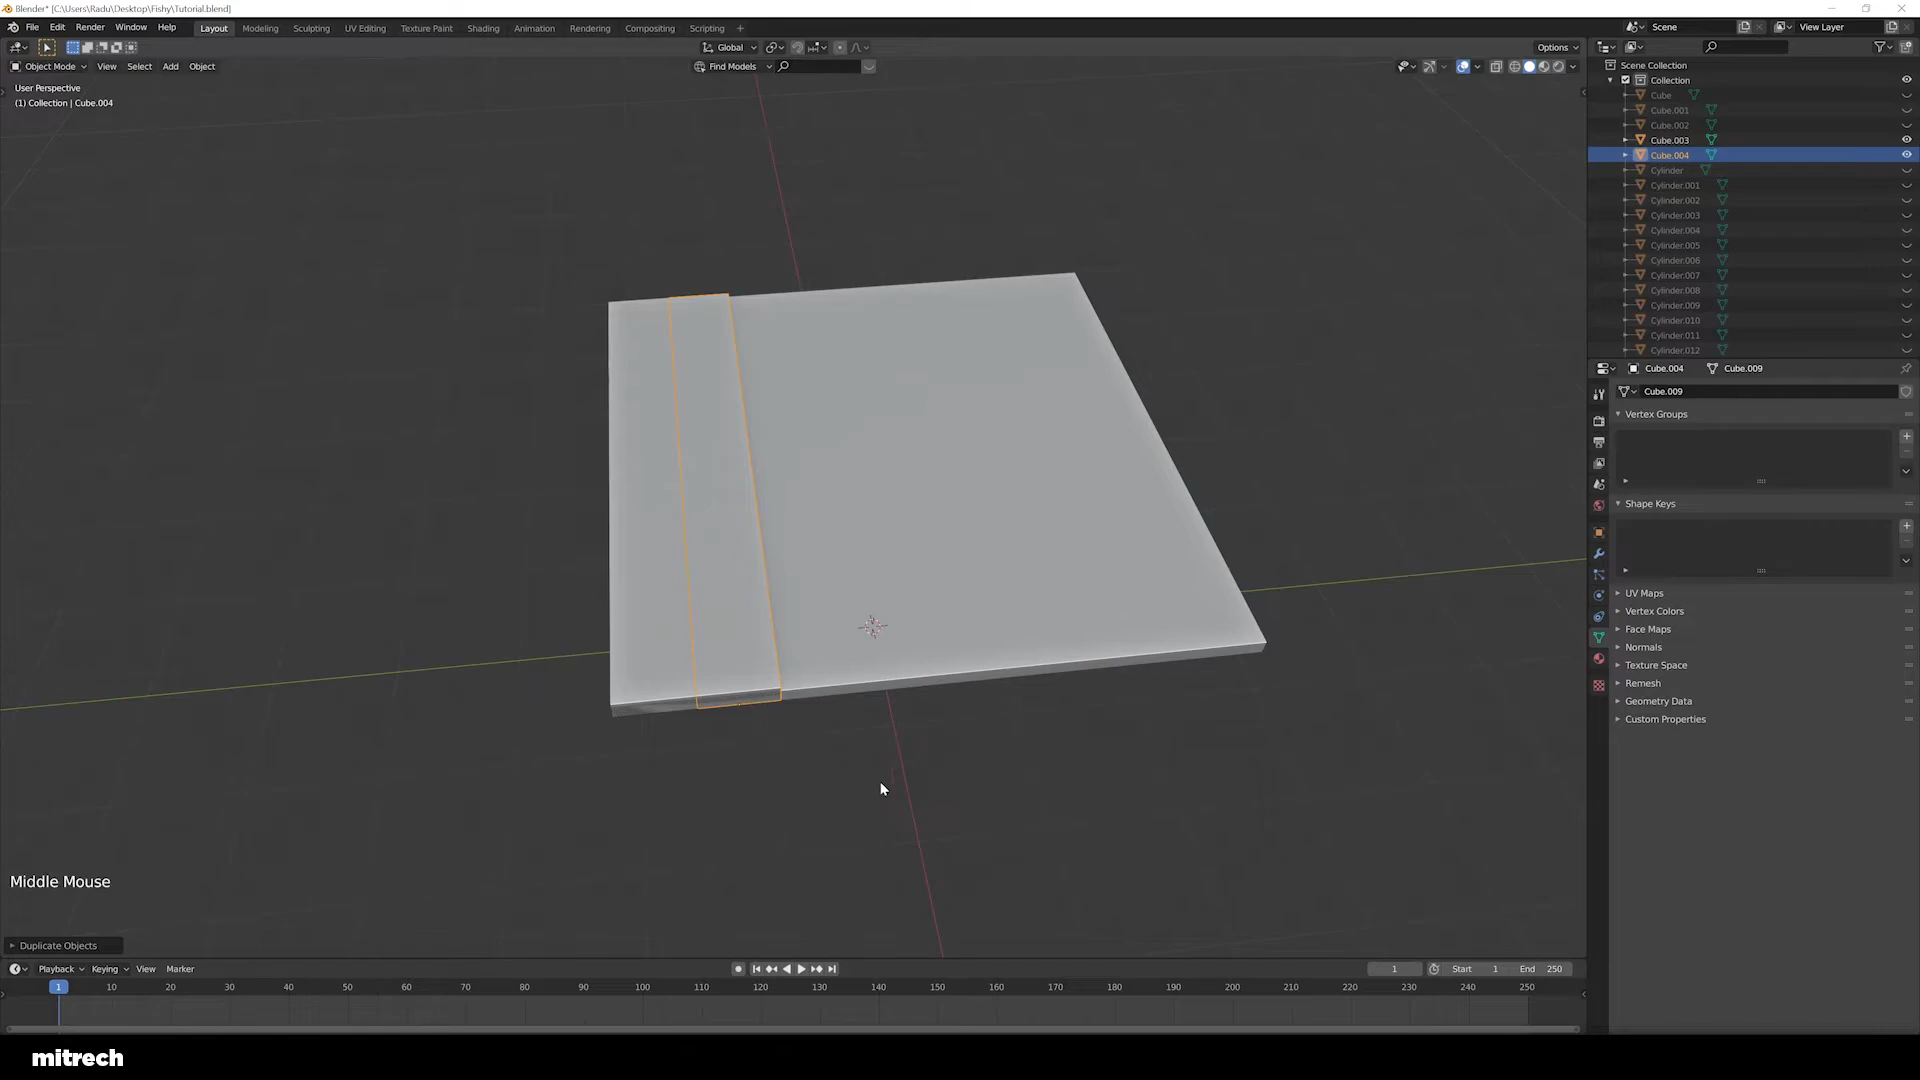 Blender* [C:\Users\Radu\Desktop\Fishy\Tutorial.blend]
File Edit Render Window Help Layout Modeling Sculpting UV Editing Texture Paint Shading Animation Rendering Compositing Scripting + Scene View Layer
Global Options
Object Mode View Select Add Object Find Models
User Perspective
(1) Collection | Cube.004
Scene Collection
Collection
Cube
Cube.001
Cube.002
Cube.003
Cube.004
Cylinder
Cylinder.001
Cylinder.002
Cylinder.003
Cylinder.004
Cylinder.005
Cylinder.006
Cylinder.007
Cylinder.008
Cylinder.009
Cylinder.010
Cylinder.011
Cylinder.012
Cube.004 Cube.009
Cube.009
Vertex Groups
Shape Keys
UV Maps
Vertex Colors
Face Maps
Normals
Texture Space
Remesh
Geometry Data
Custom Properties
Middle Mouse
Duplicate Objects
Playback Keying View Marker 1 Start 1 End 250
1 10 20 30 40 50 60 70 80 90 100 110 120 130 140 150 160 170 180 190 200 210 220 230 240 250
mitrech